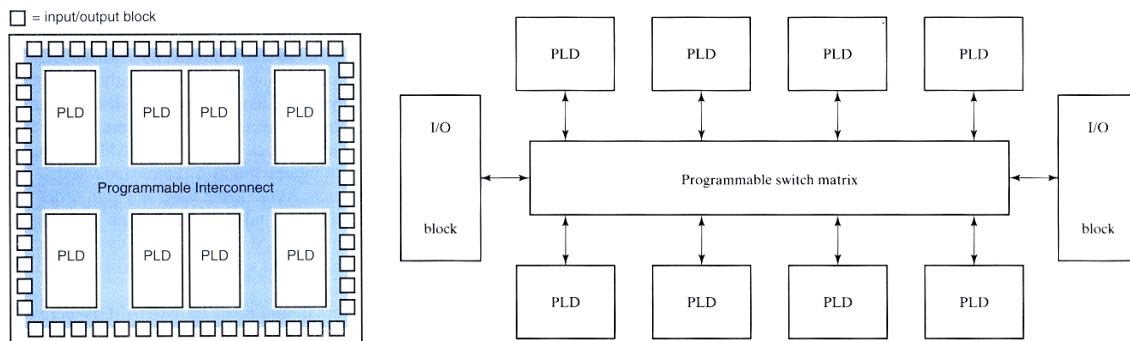 = input/output block
PLD PLD PLD PLD
Programmable Interconnect
PLD PLD PLD PLD
PLD PLD PLD PLD
I/O
block
Programmable switch matrix
I/O
block
PLD PLD PLD PLD